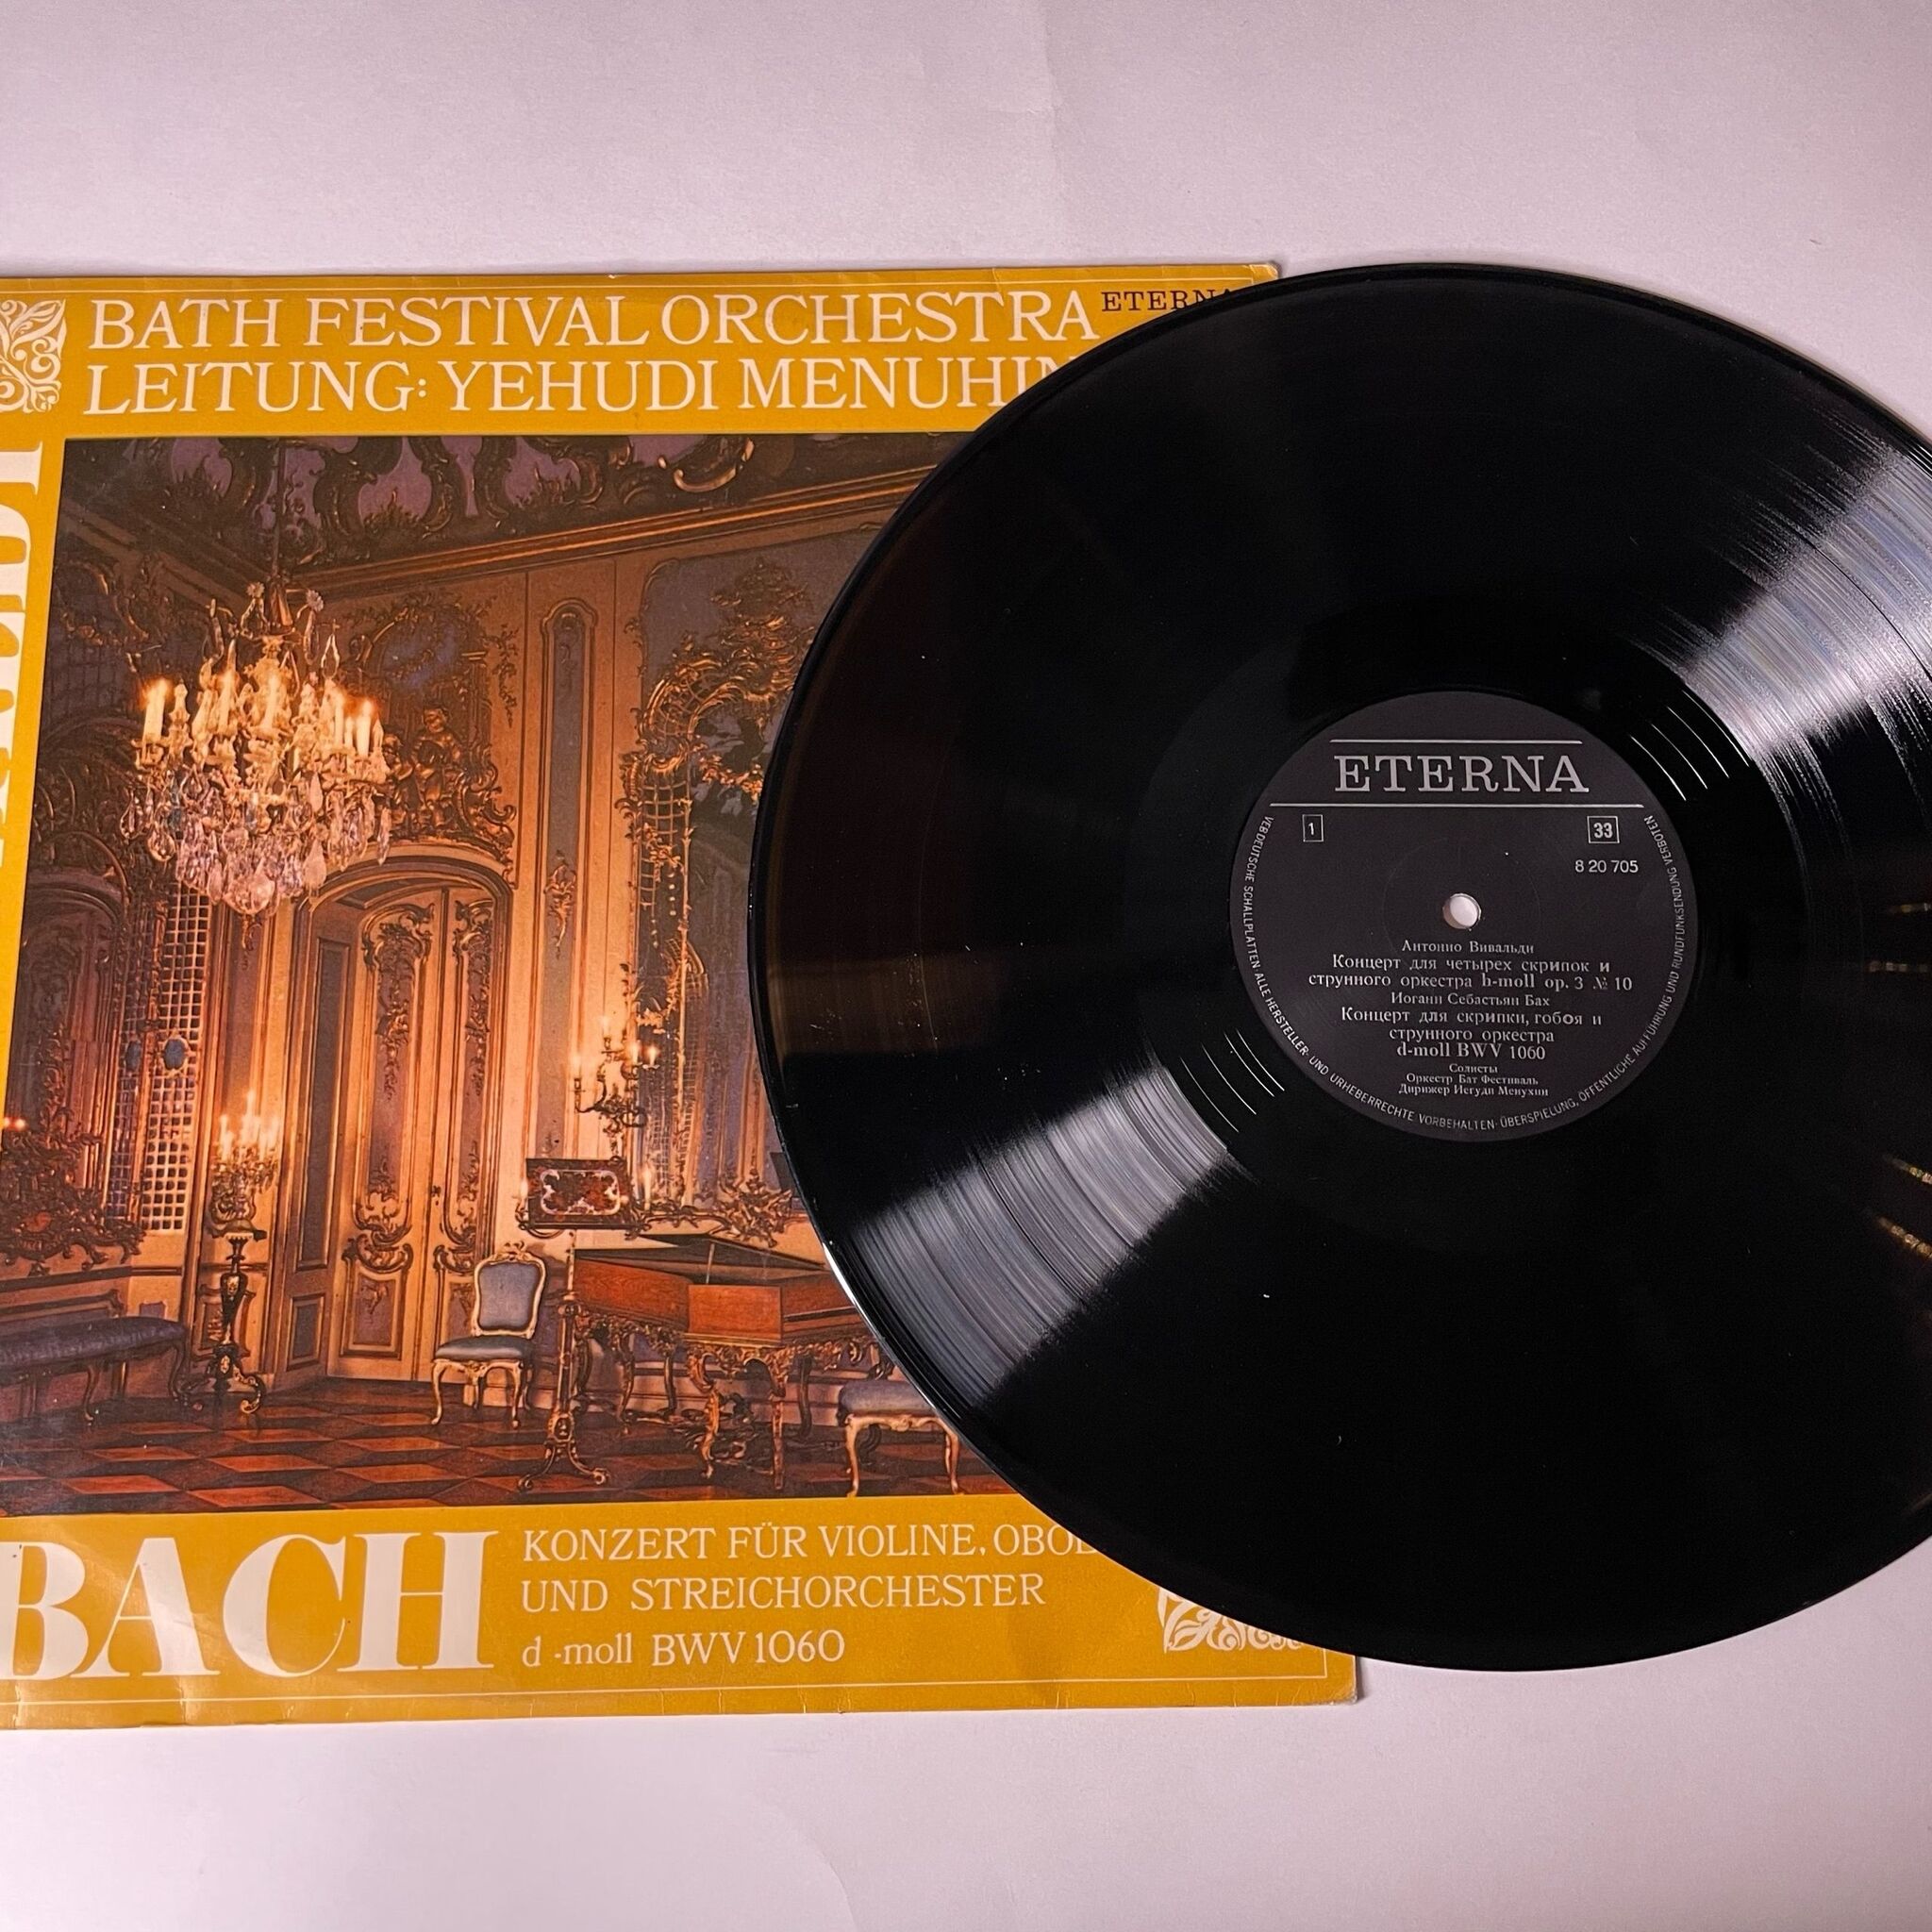 BATH FESTIVAL ORCHESTRA
ETERNA
LEITUNG: YEHUDI MENUHIN
BACH
KONZERT FÜR VIOLINE, OBOE
UND STREICHORCHESTER
d-moll BWV 1060
ETERNA
1
33
8 20 705
Антонио Вивальди
Концерт для четырех скрипок и
струнного оркестра h-moll op. 3 № 10
Иоганн Себастьян Бах
Концерт для скрипки, гобоя и
струнного оркестра
d-moll BWV 1060
Солисты
Оркестр Бат Фестиваль
Дирижер Иегуди Менухин
VEB DEUTSCHE SCHALLPLATTEN · ALLE HERSTELLER- UND URHEBERRECHTE VORBEHALTEN · ÜBERSPIELUNG, ÖFFENTLICHE AUFFÜHRUNG UND RUNDFUNKSENDUNG VERBOTEN